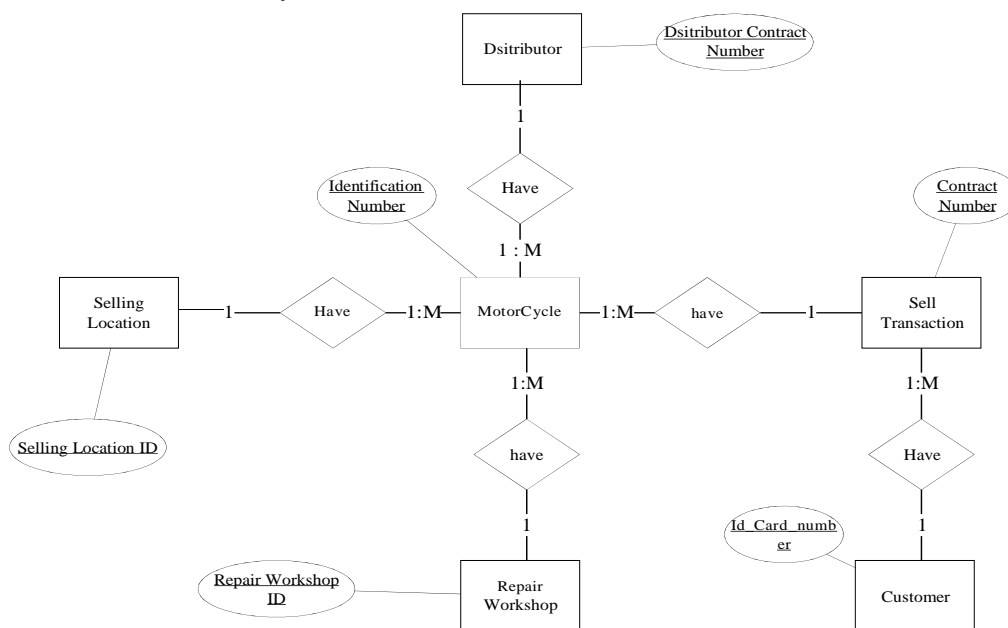 Dsitributor
Dsitributor Contract
Number
1
Have
1 : M
Identification
Number
Contract
Number
Selling
Location
1
Have
1:M
MotorCycle
1:M
have
1
Sell
Transaction
1:M
have
1
1:M
Have
1
Selling Location ID
Repair Workshop
ID
Repair
Workshop
Id_Card_numb
er
Customer